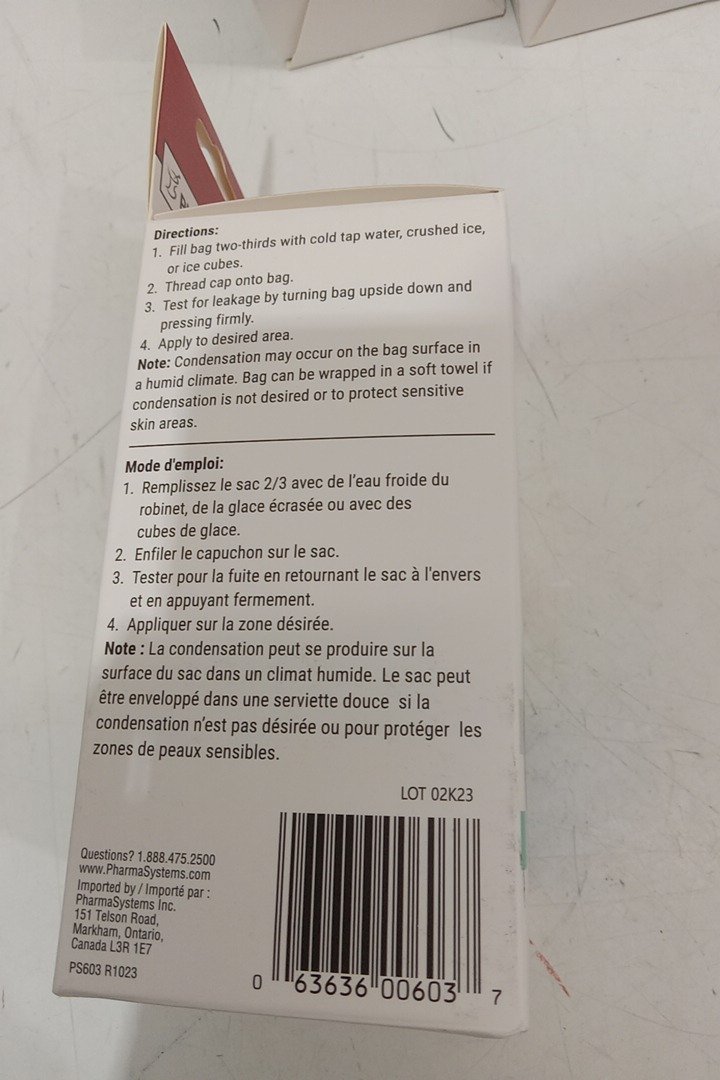 Directions:
1. Fill bag two-thirds with cold tap water, crushed ice,
or ice cubes.
2. Thread cap onto bag.
3. Test for leakage by turning bag upside down and
pressing firmly.
4. Apply to desired area.
Note: Condensation may occur on the bag surface in
a humid climate. Bag can be wrapped in a soft towel if
condensation is not desired or to protect sensitive
skin areas.
Mode d'emploi:
1. Remplissez le sac 2/3 avec de l’eau froide du
robinet, de la glace écrasée ou avec des
cubes de glace.
2. Enfiler le capuchon sur le sac.
3. Tester pour la fuite en retournant le sac à l'envers
et en appuyant fermement.
4. Appliquer sur la zone désirée.
Note : La condensation peut se produire sur la
surface du sac dans un climat humide. Le sac peut
être enveloppé dans une serviette douce si la
condensation n’est pas désirée ou pour protéger les
zones de peaux sensibles.
LOT 02K23
Questions? 1.888.475.2500
www.PharmaSystems.com
Imported by / Importé par :
PharmaSystems Inc.
151 Telson Road,
Markham, Ontario,
Canada L3R 1E7
PS603 R1023
0 63636 00603 7